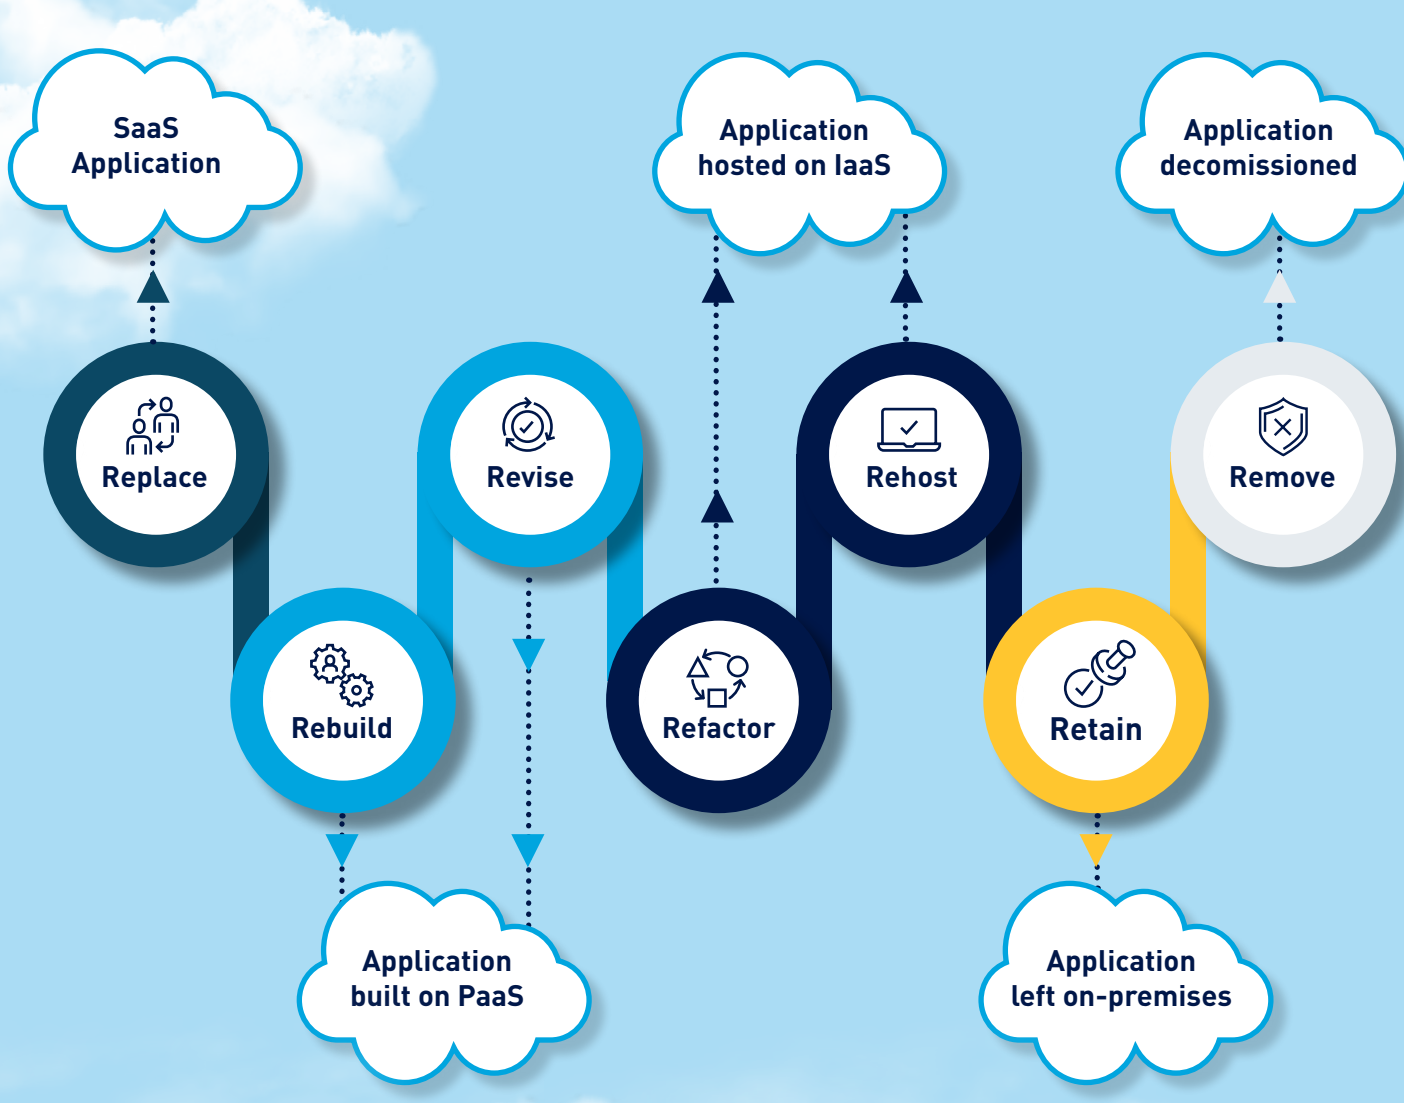 SaaS
Application
Application
hosted on IaaS
Application
decomissioned
Replace
Revise
Rehost
Remove
Rebuild
Refactor
Retain
Application
built on PaaS
Application
left on-premises